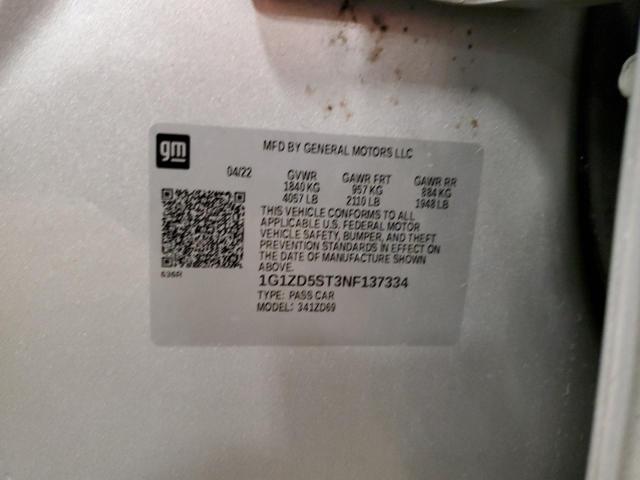 gm
MFD BY GENERAL MOTORS LLC
04/22 GVWR GAWR FRT GAWR RR
1840 KG 957 KG 884 KG
4057 LB 2110 LB 1948 LB
THIS VEHICLE CONFORMS TO ALL
APPLICABLE U.S. FEDERAL MOTOR
VEHICLE SAFETY, BUMPER, AND THEFT
PREVENTION STANDARDS IN EFFECT ON
THE DATE OF MANUFACTURE SHOWN
ABOVE.
1G1ZD5ST3NF137334
TYPE: PASS CAR
MODEL: 341ZD69